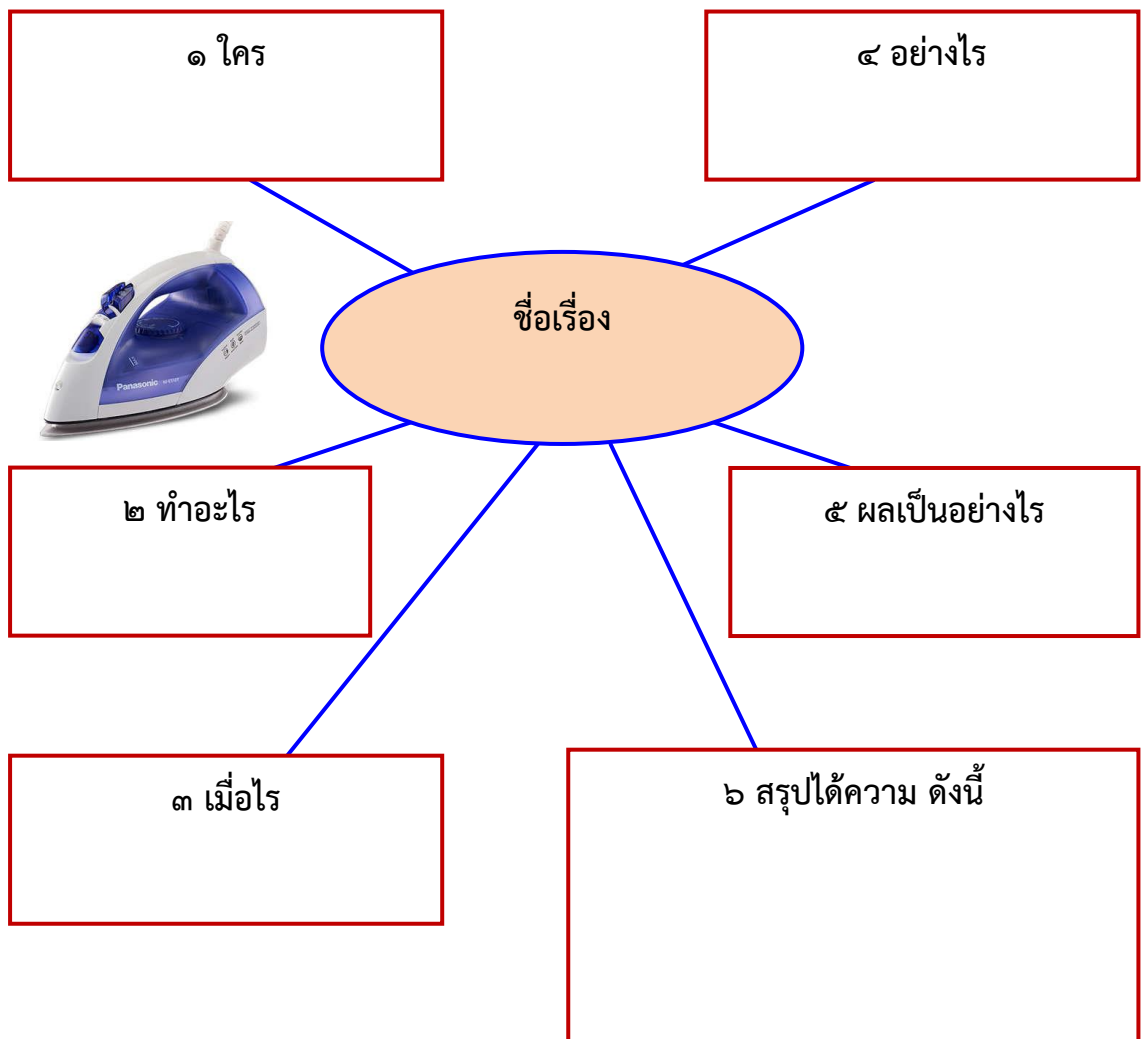 ๑ ใคร
๔ อย่างไร
ชื่อเรื่อง
Panasonic
๒ ทำอะไร
๕ ผลเป็นอย่างไร
๓ เมื่อไร
๖ สรุปได้ความ ดังนี้